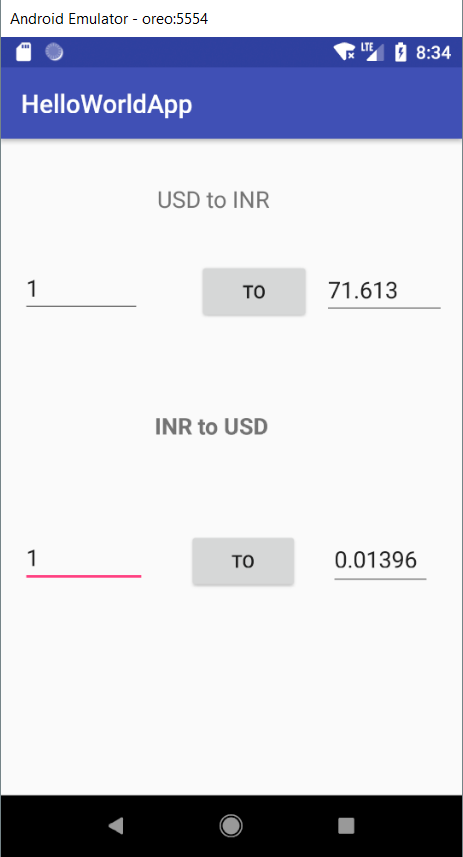 Android Emulator - oreo:5554
LTE 8:34
HelloWorldApp
USD to INR
1 TO 71.613
INR to USD
1 TO 0.01396